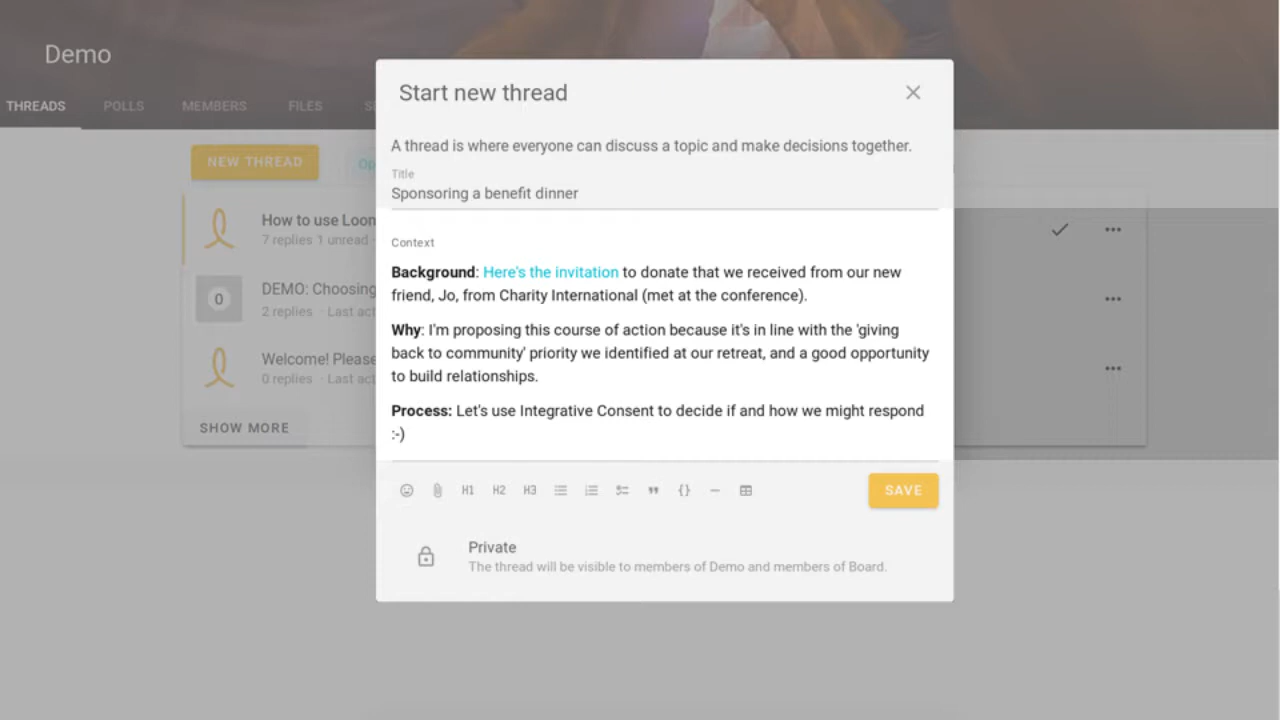 Demo
THREADS POLLS MEMBERS FILES
Start new thread
A thread is where everyone can discuss a topic and make decisions together.
NEW THREAD
Title
Sponsoring a benefit dinner
How to use Loon
7 replies 1 unread ·
Context
Background: Here's the invitation to donate that we received from our new
friend, Jo, from Charity International (met at the conference).
0
DEMO: Choosing
2 replies · Last act
Why: I'm proposing this course of action because it's in line with the 'giving
back to community' priority we identified at our retreat, and a good opportunity
to build relationships.
Welcome! Please
0 replies · Last act
Process: Let's use Integrative Consent to decide if and how we might respond
:-)
SHOW MORE
H1 H2 H3
SAVE
Private
The thread will be visible to members of Demo and members of Board.